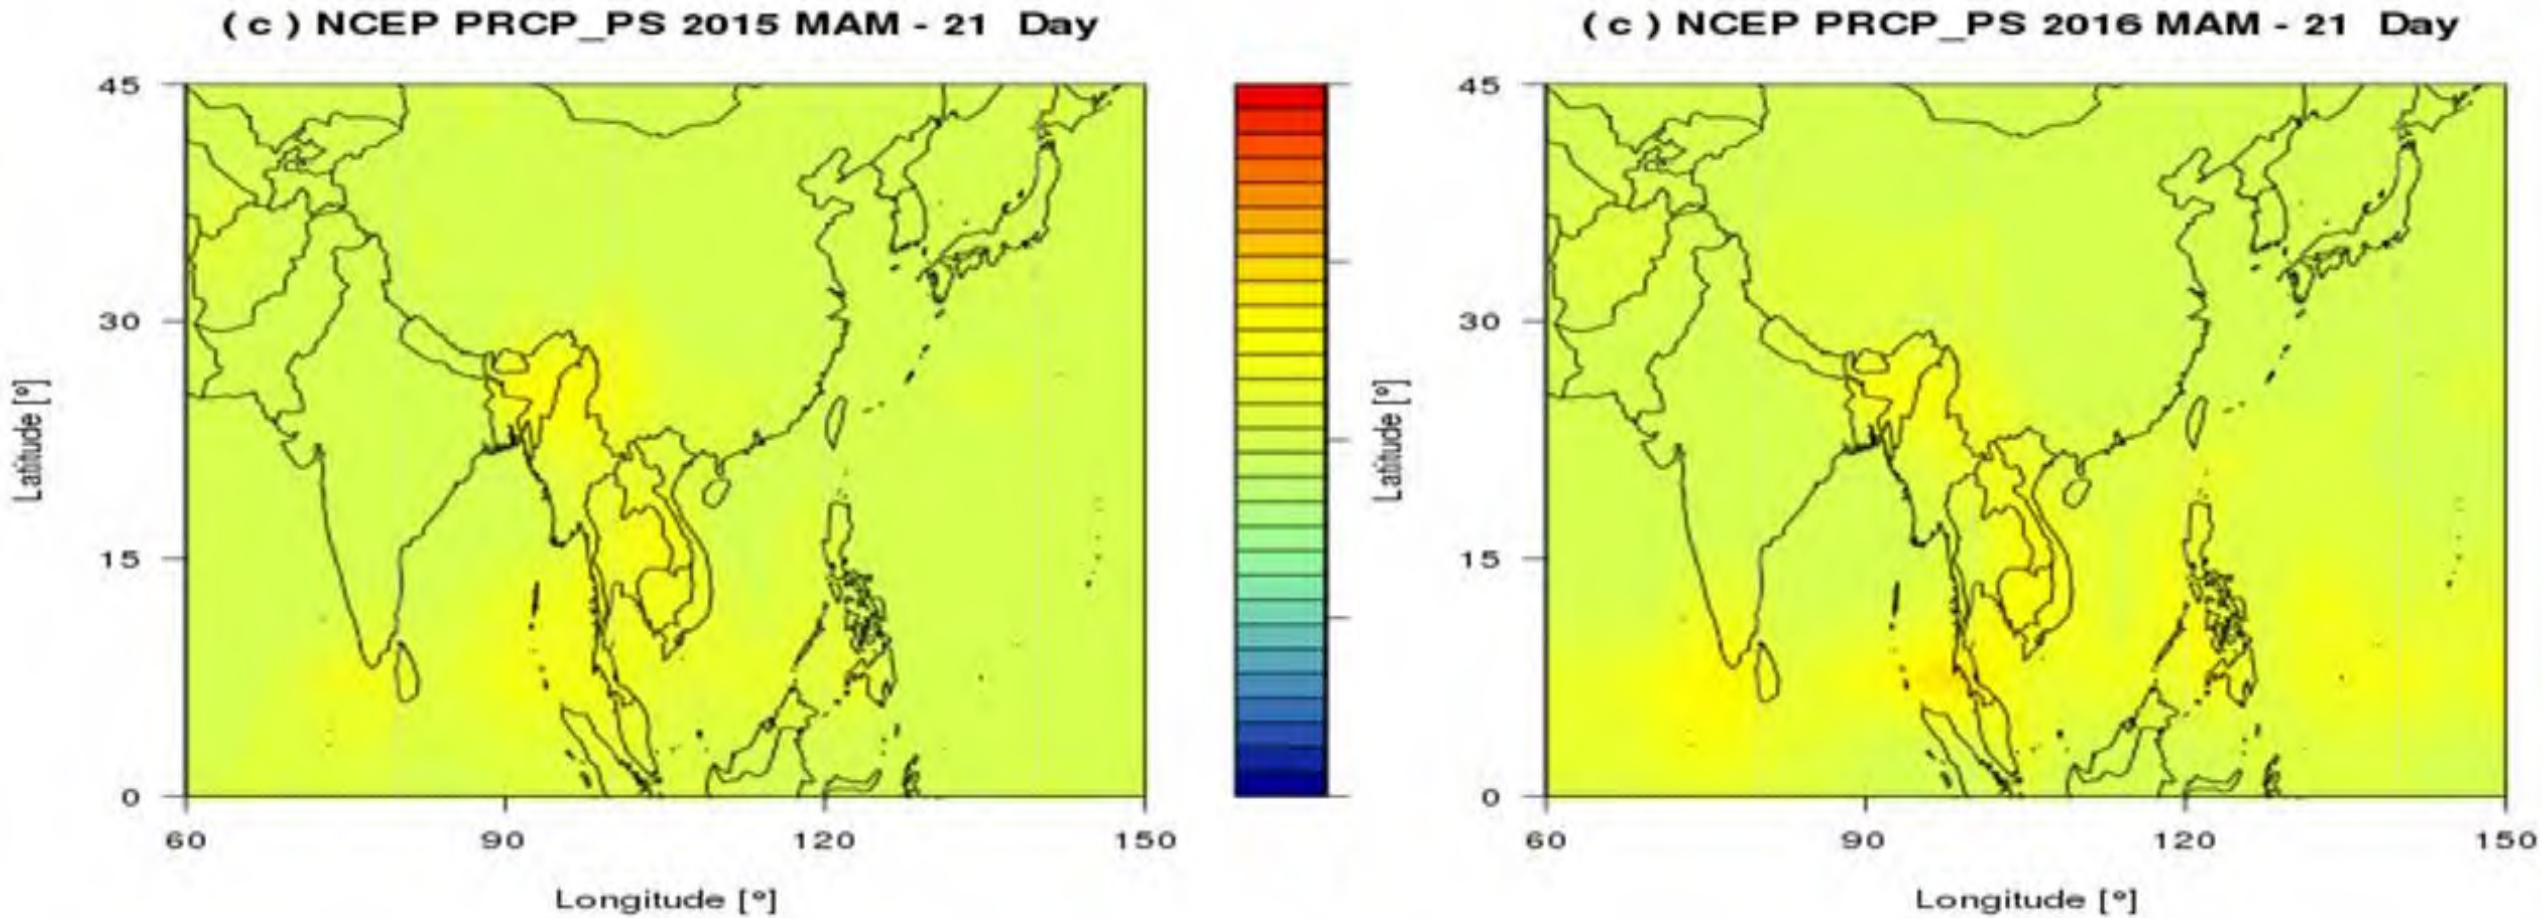 ( c ) NCEP PRCP_PS 2015 MAM - 21 Day
45
30
15
0
Latitude [°]
60 90 120 150
Longitude [°]
( c ) NCEP PRCP_PS 2016 MAM - 21 Day
45
30
15
0
Latitude [°]
60 90 120 150
Longitude [°]